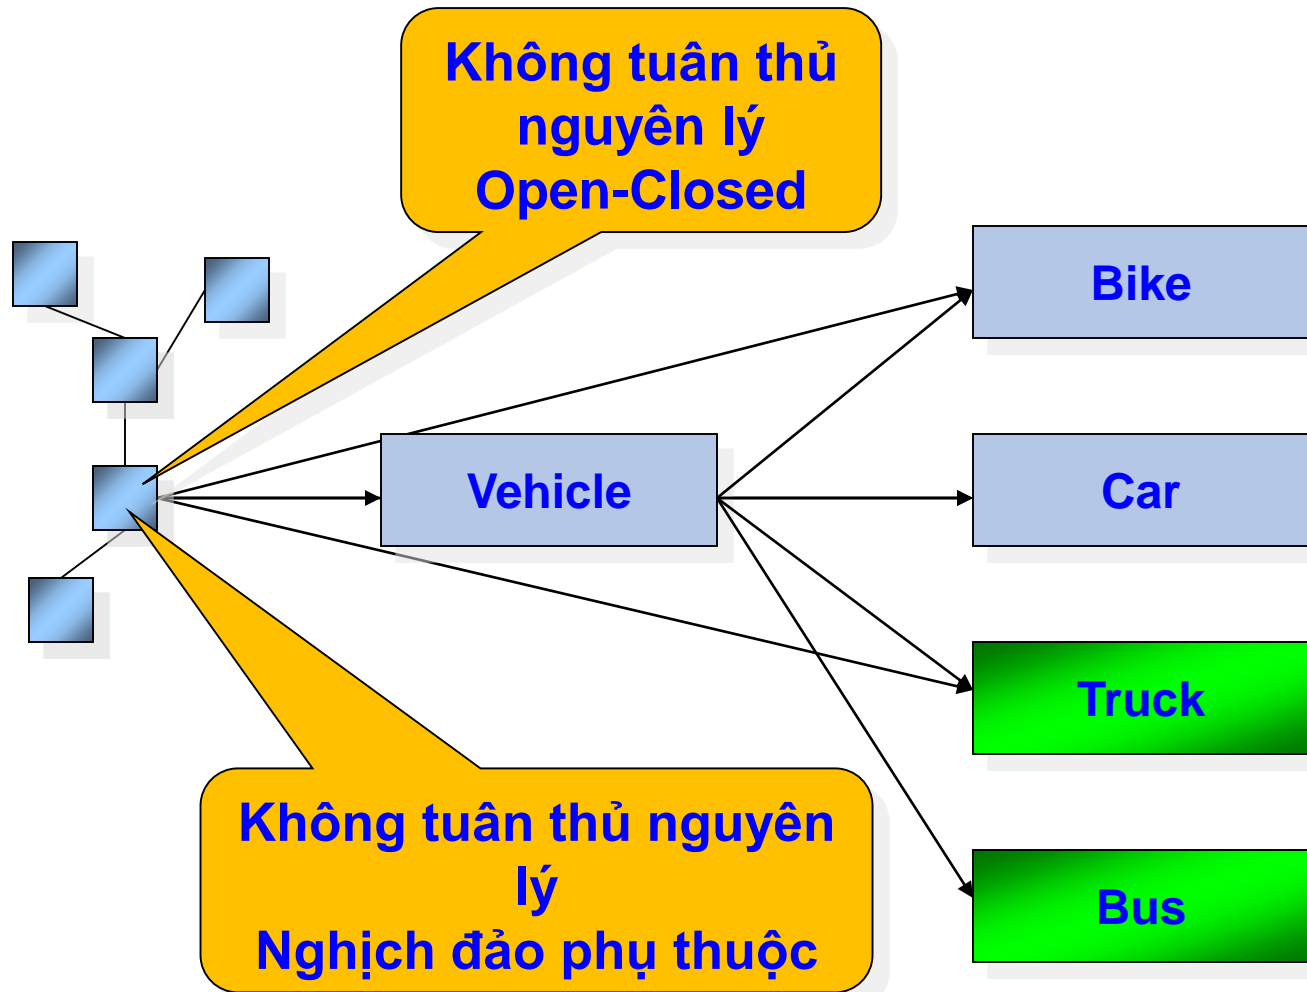 Không tuân thủ
nguyên lý
Open-Closed
Bike
Vehicle
Car
Truck
Không tuân thủ nguyên
lý
Nghịch đảo phụ thuộc
Bus